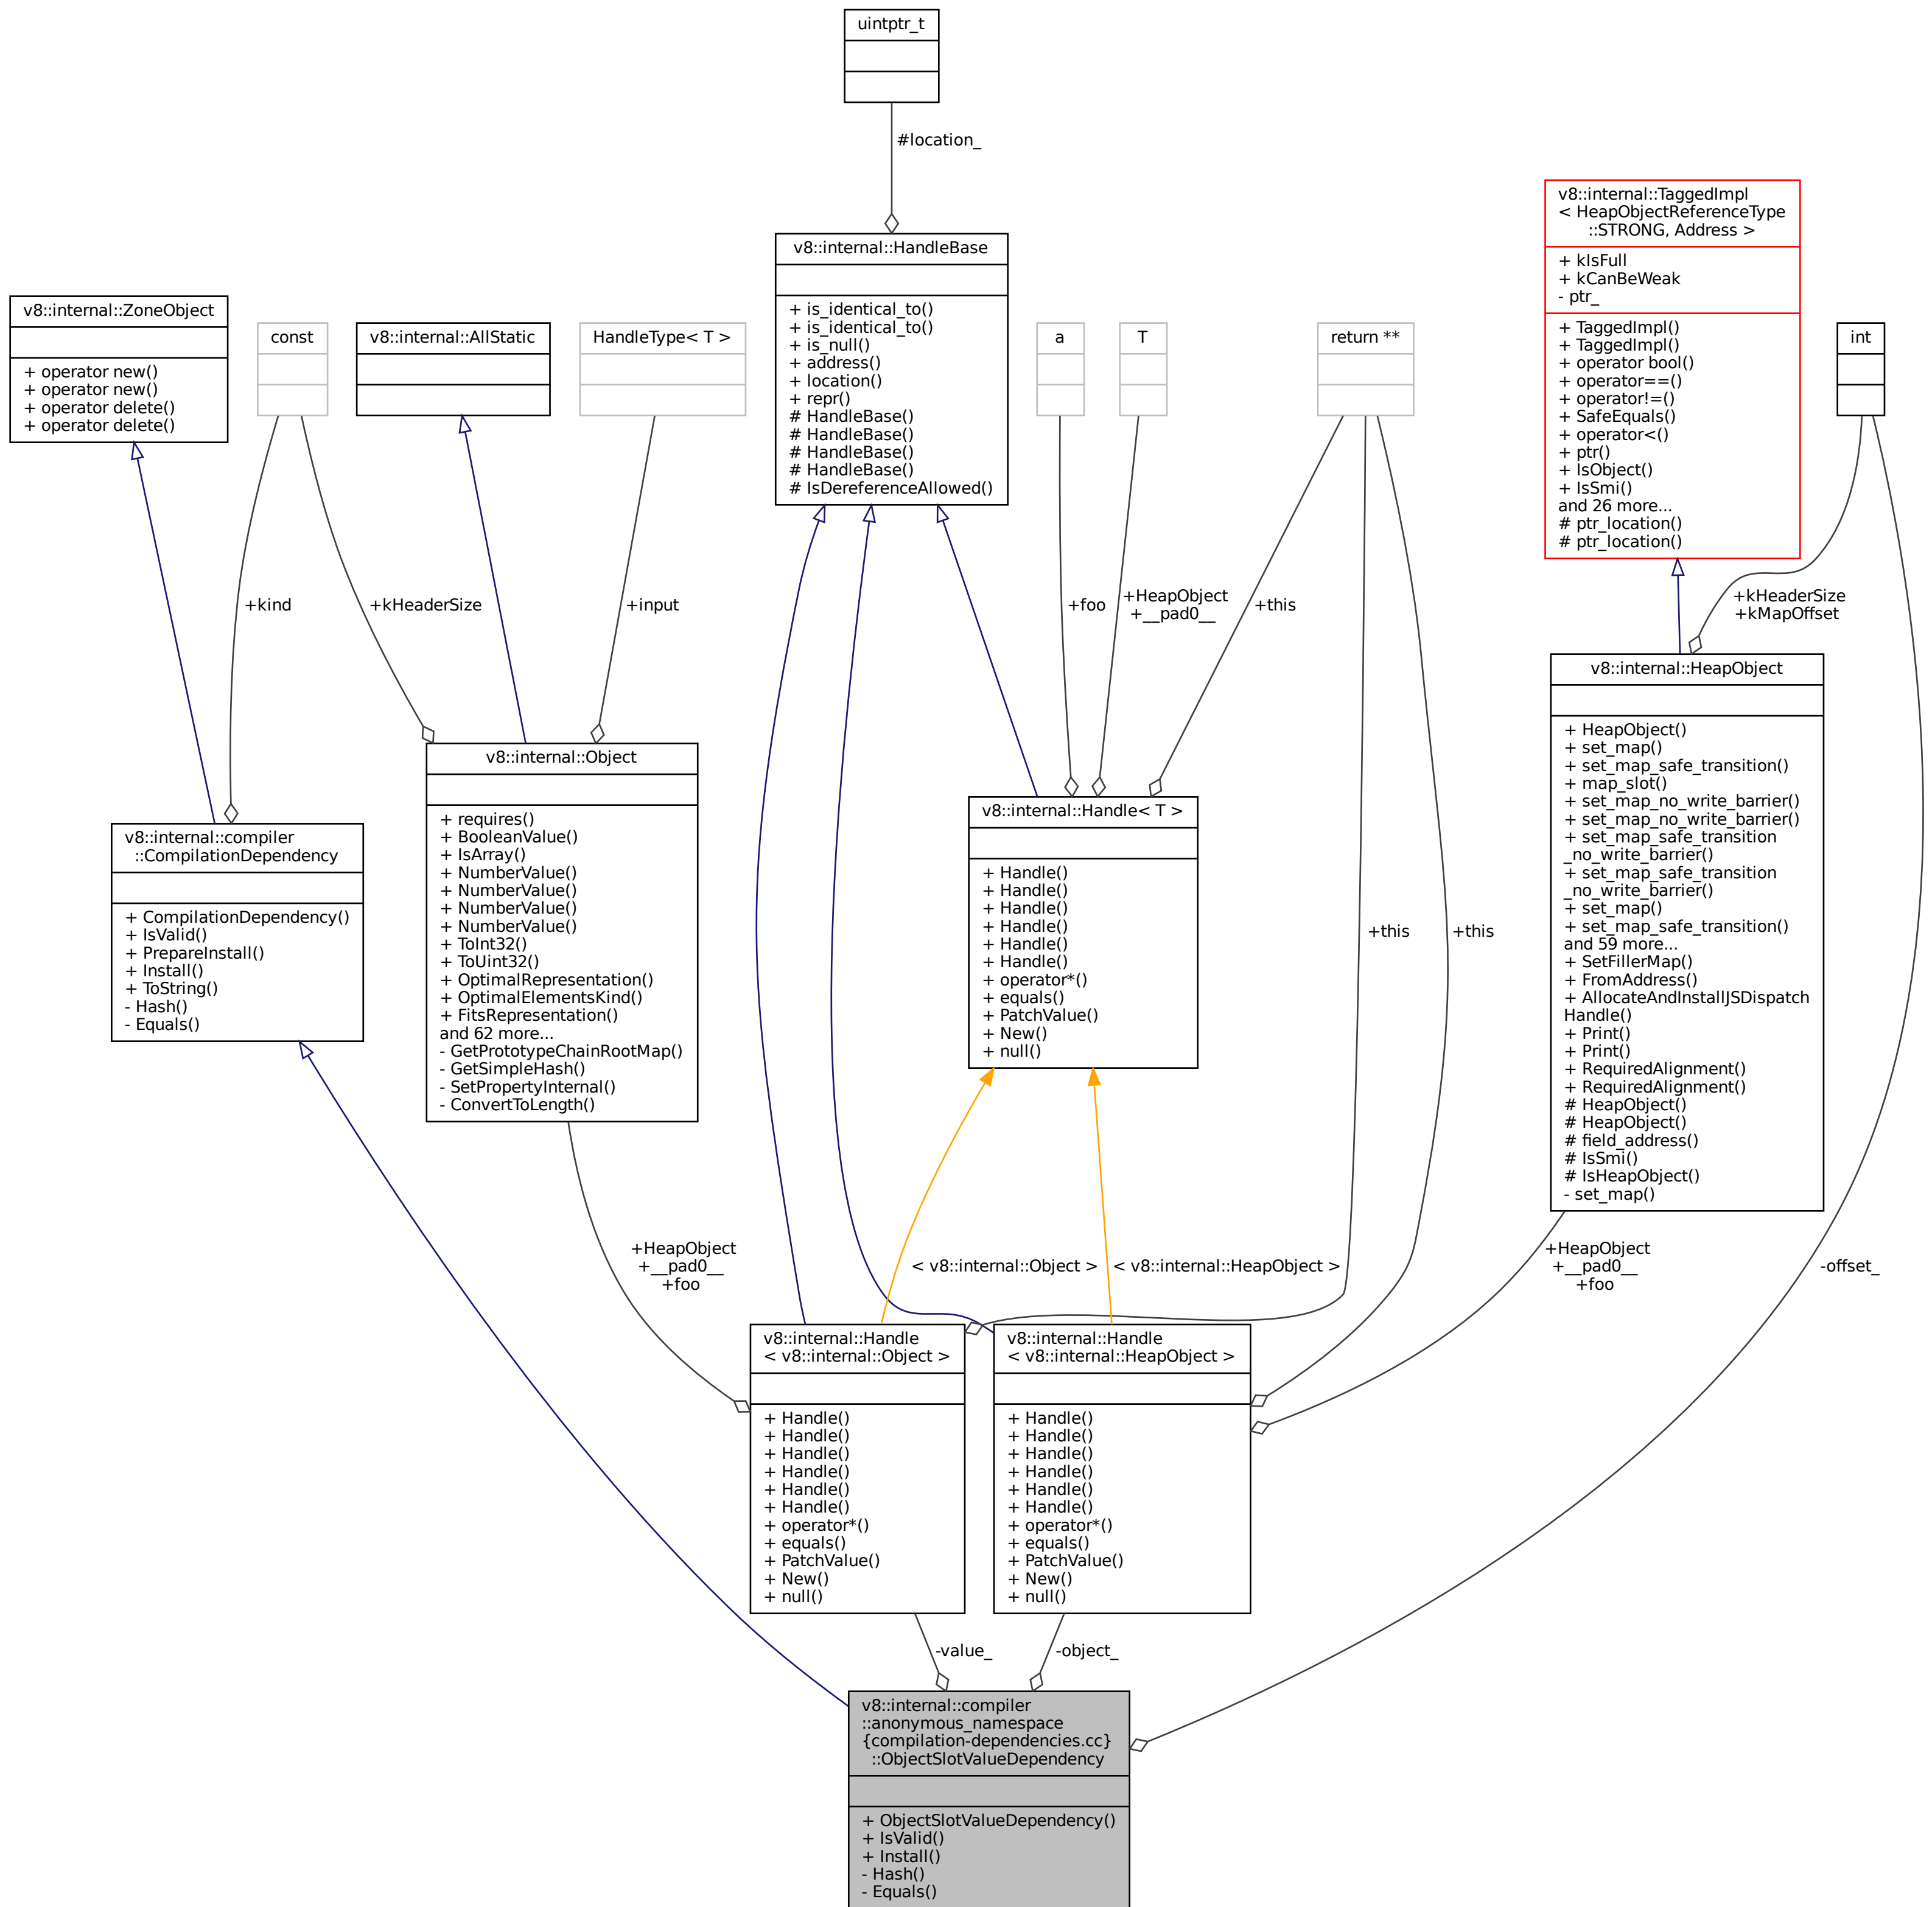 uintptr_t
#location_
v8::internal::TaggedImpl
< HeapObjectReferenceType
::STRONG, Address >
+ kIsFull
+ kCanBeWeak
- ptr_
+ TaggedImpl()
+ TaggedImpl()
+ operator bool()
+ operator==()
+ operator!=()
+ SafeEquals()
+ operator<()
+ ptr()
+ IsObject()
+ IsSmi()
and 26 more...
# ptr_location()
# ptr_location()
v8::internal::HandleBase
+ is_identical_to()
+ is_identical_to()
+ is_null()
+ address()
+ location()
+ repr()
# HandleBase()
# HandleBase()
# HandleBase()
# HandleBase()
# IsDereferenceAllowed()
v8::internal::ZoneObject
+ operator new()
+ operator new()
+ operator delete()
+ operator delete()
const
v8::internal::AllStatic
HandleType< T >
a
T
return **
int
+kind
+kHeaderSize
+input
+foo
+HeapObject
+__pad0__
+this
+kHeaderSize
+kMapOffset
v8::internal::HeapObject
+ HeapObject()
+ set_map()
+ set_map_safe_transition()
+ map_slot()
+ set_map_no_write_barrier()
+ set_map_no_write_barrier()
+ set_map_safe_transition
_no_write_barrier()
+ set_map_safe_transition
_no_write_barrier()
+ set_map()
+ set_map_safe_transition()
and 59 more...
+ SetFillerMap()
+ FromAddress()
+ AllocateAndInstallJSDispatch
Handle()
+ Print()
+ Print()
+ RequiredAlignment()
+ RequiredAlignment()
# HeapObject()
# HeapObject()
# field_address()
# IsSmi()
# IsHeapObject()
- set_map()
v8::internal::Object
+ requires()
+ BooleanValue()
+ IsArray()
+ NumberValue()
+ NumberValue()
+ NumberValue()
+ NumberValue()
+ ToInt32()
+ ToUint32()
+ OptimalRepresentation()
+ OptimalElementsKind()
+ FitsRepresentation()
and 62 more...
- GetPrototypeChainRootMap()
- GetSimpleHash()
- SetPropertyInternal()
- ConvertToLength()
v8::internal::Handle< T >
+ Handle()
+ Handle()
+ Handle()
+ Handle()
+ Handle()
+ Handle()
+ operator*()
+ equals()
+ PatchValue()
+ New()
+ null()
v8::internal::compiler
::CompilationDependency
+ CompilationDependency()
+ IsValid()
+ PrepareInstall()
+ Install()
+ ToString()
- Hash()
- Equals()
+this
+this
+HeapObject
+__pad0__
+foo
< v8::internal::Object >
< v8::internal::HeapObject >
+HeapObject
+__pad0__
+foo
-offset_
v8::internal::Handle
< v8::internal::Object >
+ Handle()
+ Handle()
+ Handle()
+ Handle()
+ Handle()
+ Handle()
+ operator*()
+ equals()
+ PatchValue()
+ New()
+ null()
v8::internal::Handle
< v8::internal::HeapObject >
+ Handle()
+ Handle()
+ Handle()
+ Handle()
+ Handle()
+ Handle()
+ operator*()
+ equals()
+ PatchValue()
+ New()
+ null()
-value_
-object_
v8::internal::compiler
::anonymous_namespace
{compilation-dependencies.cc}
::ObjectSlotValueDependency
+ ObjectSlotValueDependency()
+ IsValid()
+ Install()
- Hash()
- Equals()